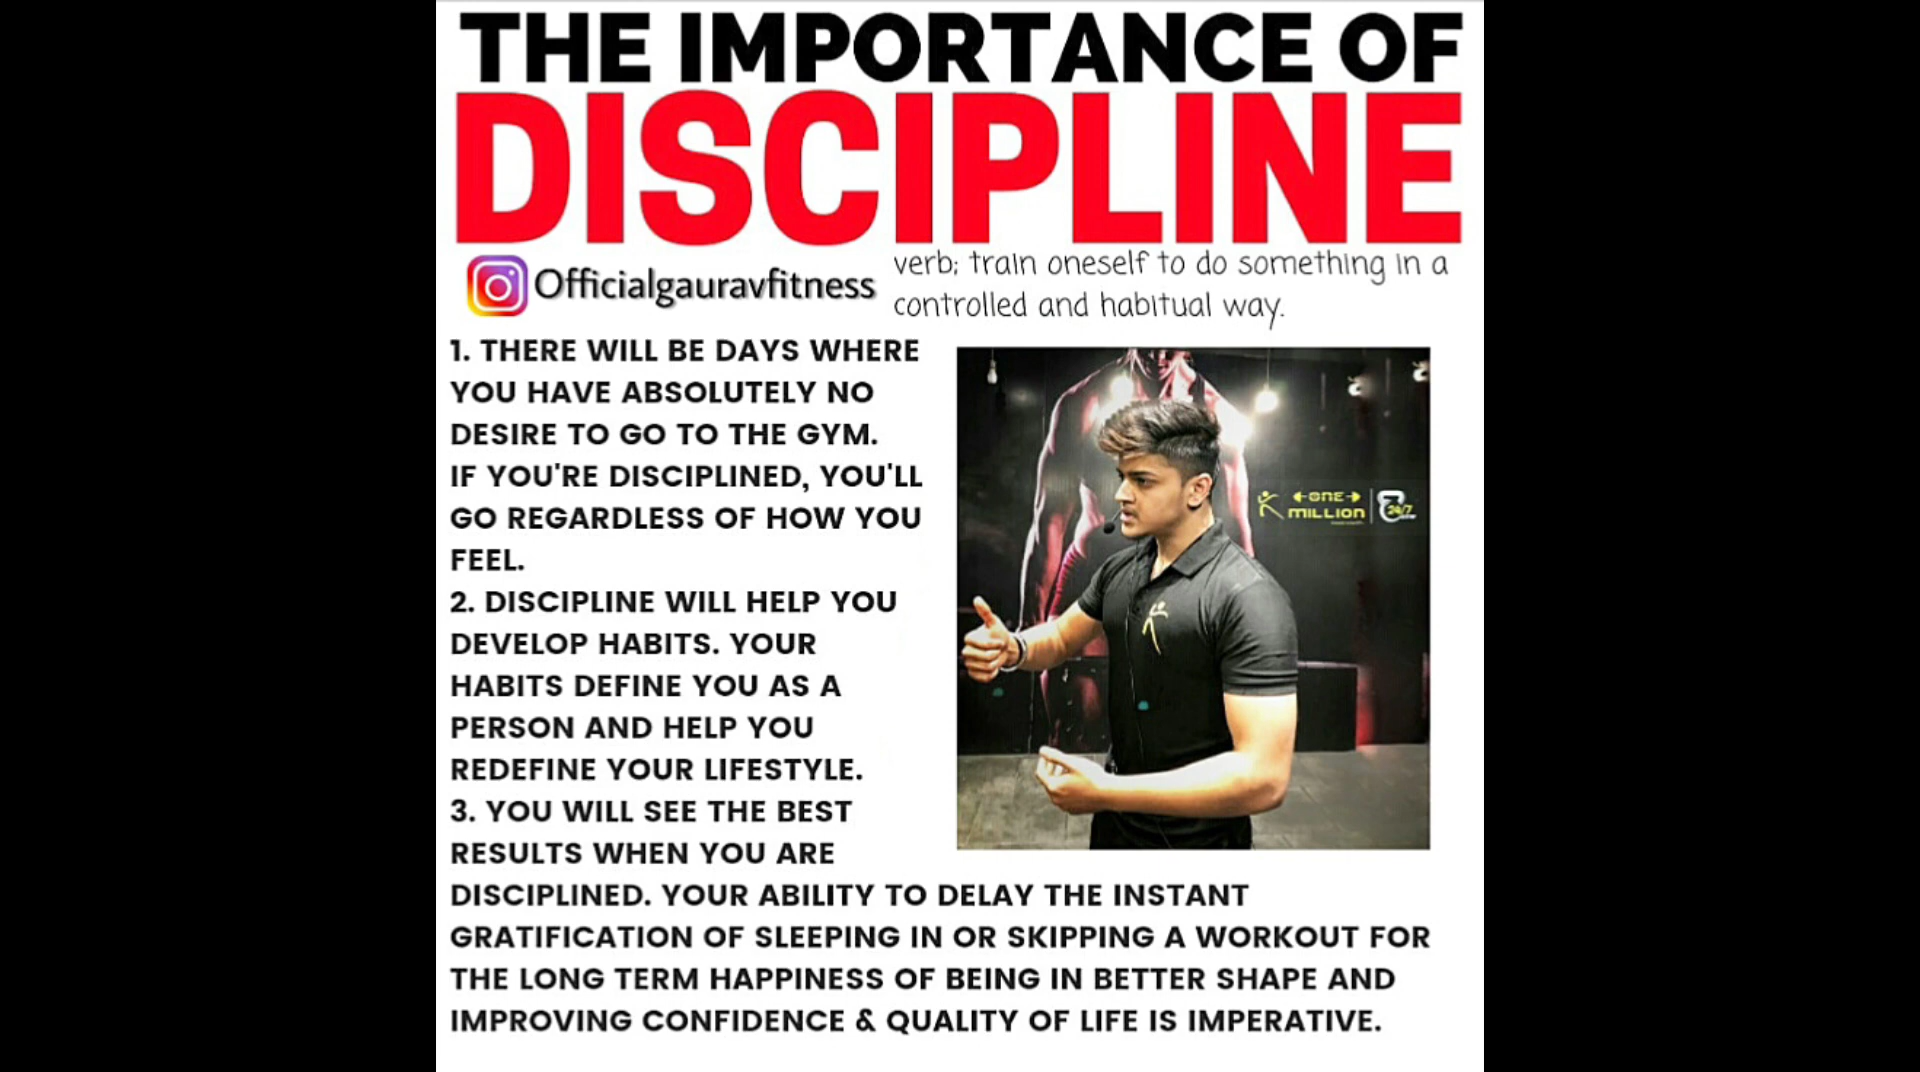 THE IMPORTANCE OF
DISCIPLINE
Officialgauravfitness
verb; train oneself to do something in a
controlled and habitual way.
1. THERE WILL BE DAYS WHERE
YOU HAVE ABSOLUTELY NO
DESIRE TO GO TO THE GYM.
IF YOU'RE DISCIPLINED, YOU'LL
GO REGARDLESS OF HOW YOU
FEEL.
2. DISCIPLINE WILL HELP YOU
DEVELOP HABITS. YOUR
HABITS DEFINE YOU AS A
PERSON AND HELP YOU
REDEFINE YOUR LIFESTYLE.
3. YOU WILL SEE THE BEST
RESULTS WHEN YOU ARE
DISCIPLINED. YOUR ABILITY TO DELAY THE INSTANT
GRATIFICATION OF SLEEPING IN OR SKIPPING A WORKOUT FOR
THE LONG TERM HAPPINESS OF BEING IN BETTER SHAPE AND
IMPROVING CONFIDENCE & QUALITY OF LIFE IS IMPERATIVE.
ONE
MILLION
24/7